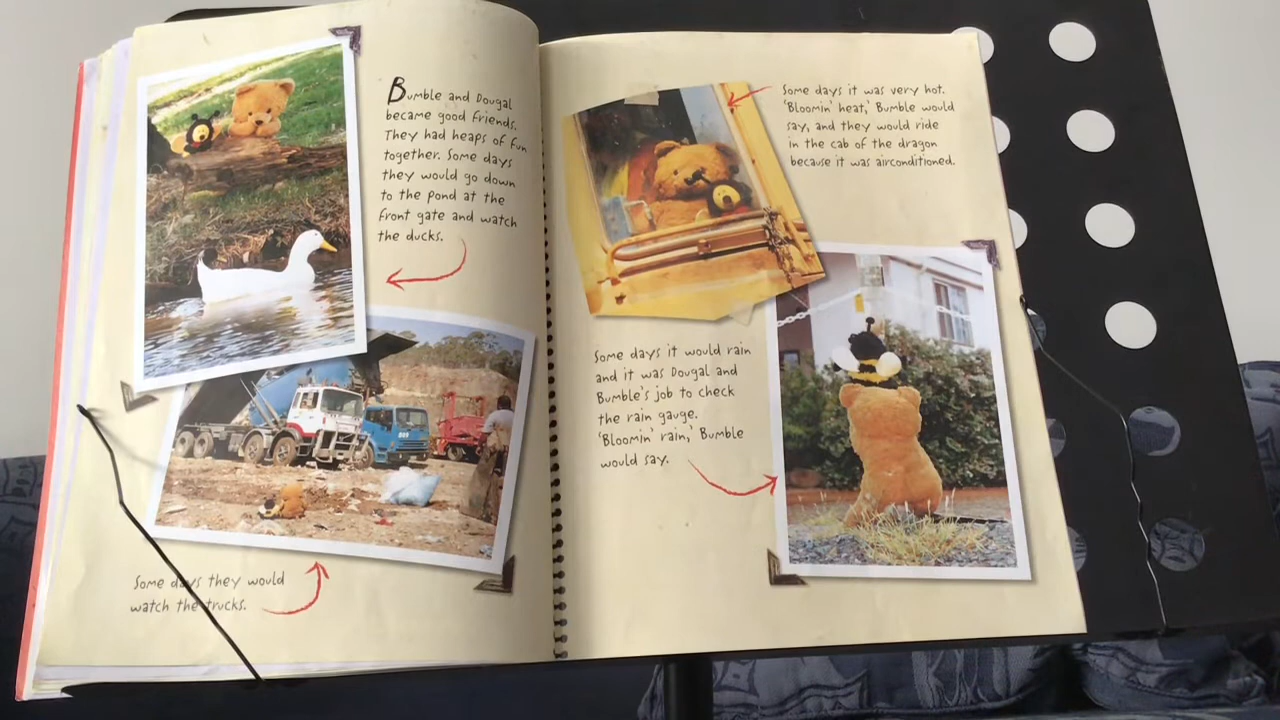 Bumble and Dougal
became good friends.
They had heaps of fun
together. Some days
they would go down
to the pond at the
front gate and watch
the ducks.
Some days they would
watch the trucks.
Some days it was very hot.
'Bloomin' heat,' Bumble would
say, and they would ride
in the cab of the dragon
because it was airconditioned.
Some days it would rain
and it was Dougal and
Bumble's job to check
the rain gauge.
'Bloomin' rain,' Bumble
would say.